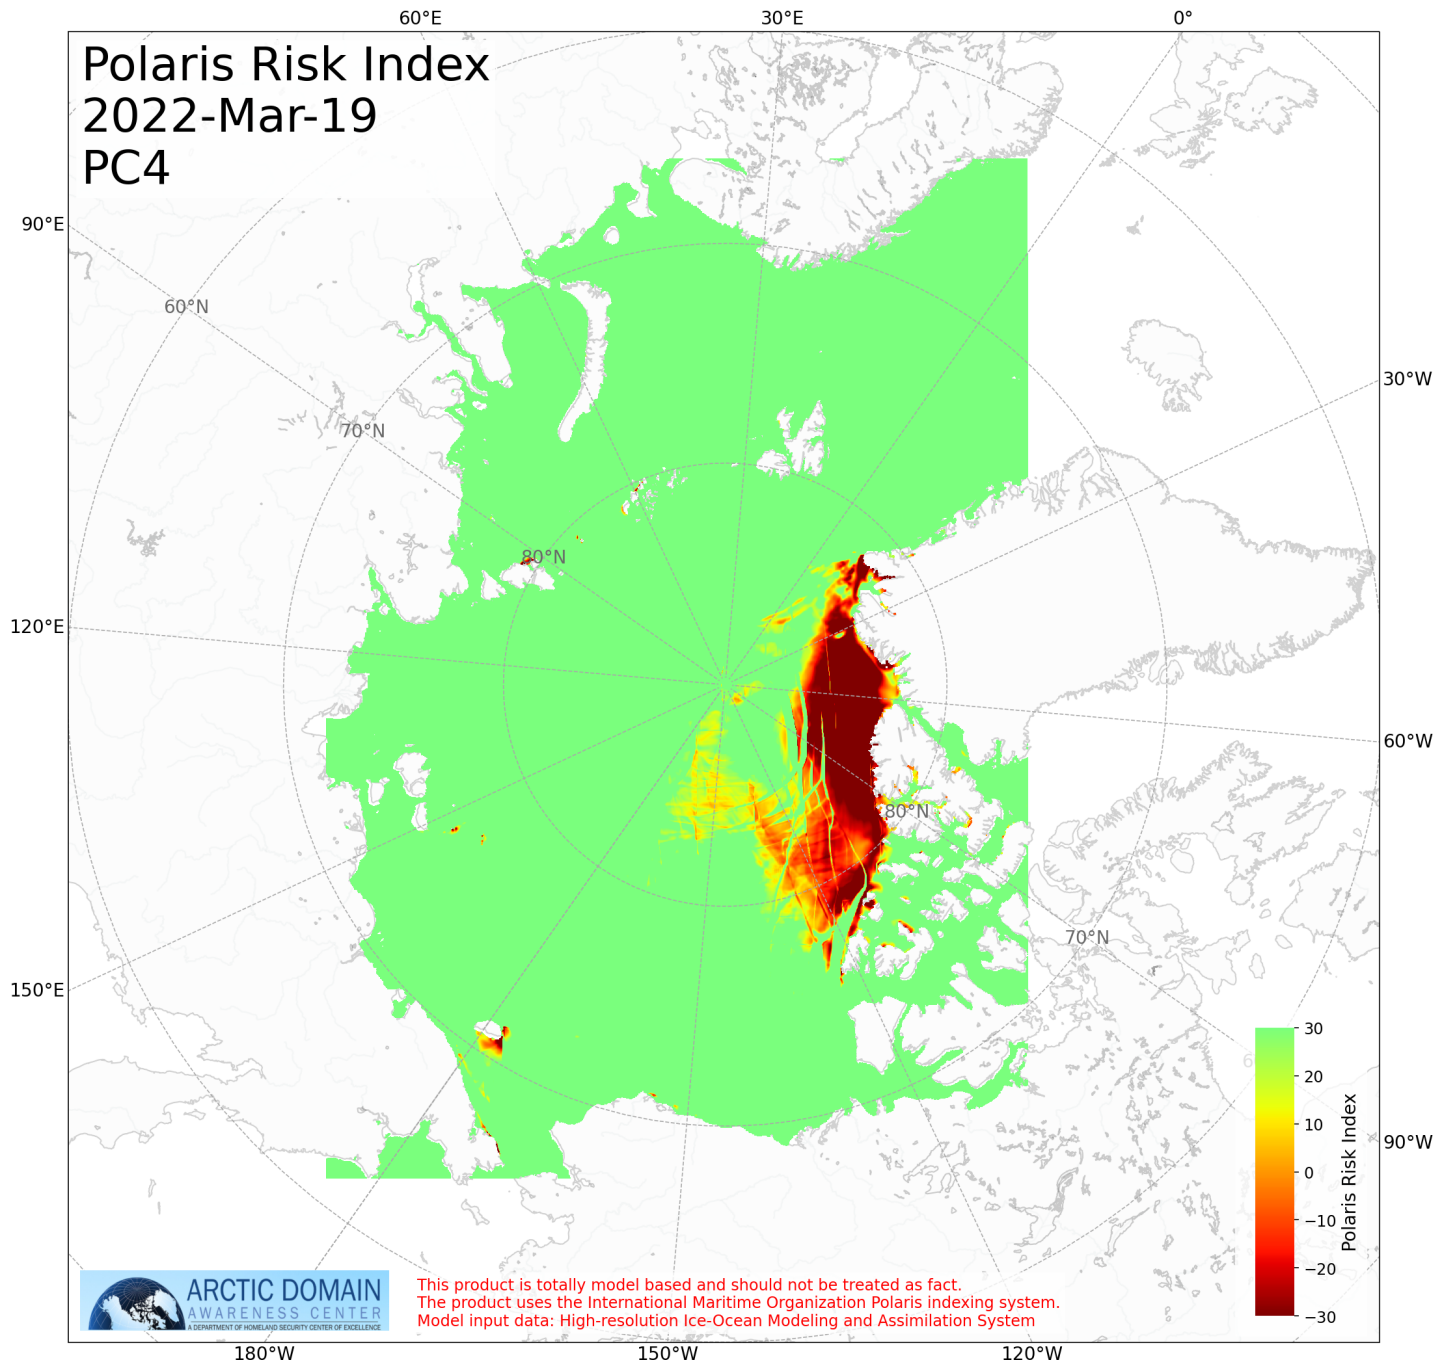 60°E 30°E 0°
Polaris Risk Index
2022-Mar-19
PC4
90°E
60°N
30°W
70°N
80°N
120°E
60°W
80°N
70°N
150°E
30
20
10
0
−10
−20
−30
Polaris Risk Index
90°W
ARCTIC DOMAIN
AWARENESS CENTER
A DEPARTMENT OF HOMELAND SECURITY CENTER OF EXCELLENCE
This product is totally model based and should not be treated as fact.
The product uses the International Maritime Organization Polaris indexing system.
Model input data: High-resolution Ice-Ocean Modeling and Assimilation System
180°W 150°W 120°W